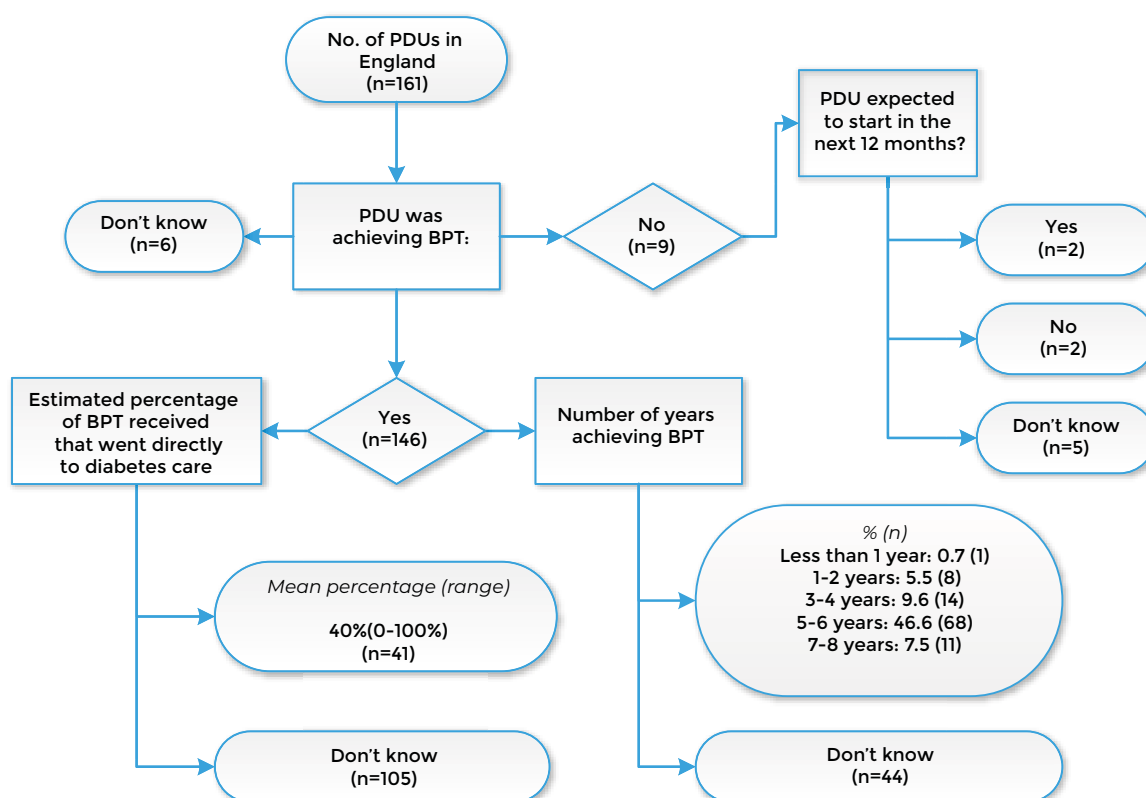 No. of PDUs in
England
(n=161)
PDU expected
to start in the
next 12 months?
Don't know
(n=6)
PDU was
achieving BPT:
No
(n=9)
Yes
(n=2)
No
(n=2)
Don't know
(n=5)
Estimated percentage
of BPT received
that went directly
to diabetes care
Yes
(n=146)
Number of years
achieving BPT
% (n)
Less than 1 year: 0.7 (1)
1-2 years: 5.5 (8)
3-4 years: 9.6 (14)
5-6 years: 46.6 (68)
7-8 years: 7.5 (11)
Mean percentage (range)
40%(0-100%)
(n=41)
Don't know
(n=105)
Don't know
(n=44)